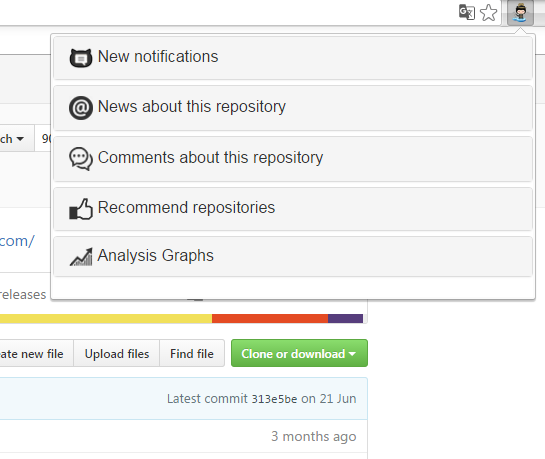 New notifications
News about this repository
ch
90
Comments about this repository
Recommend repositories
com/
Analysis Graphs
releases
ate new file
Upload files
Find file
Clone or download
Latest commit 313e5be on 21 Jun
3 months ago